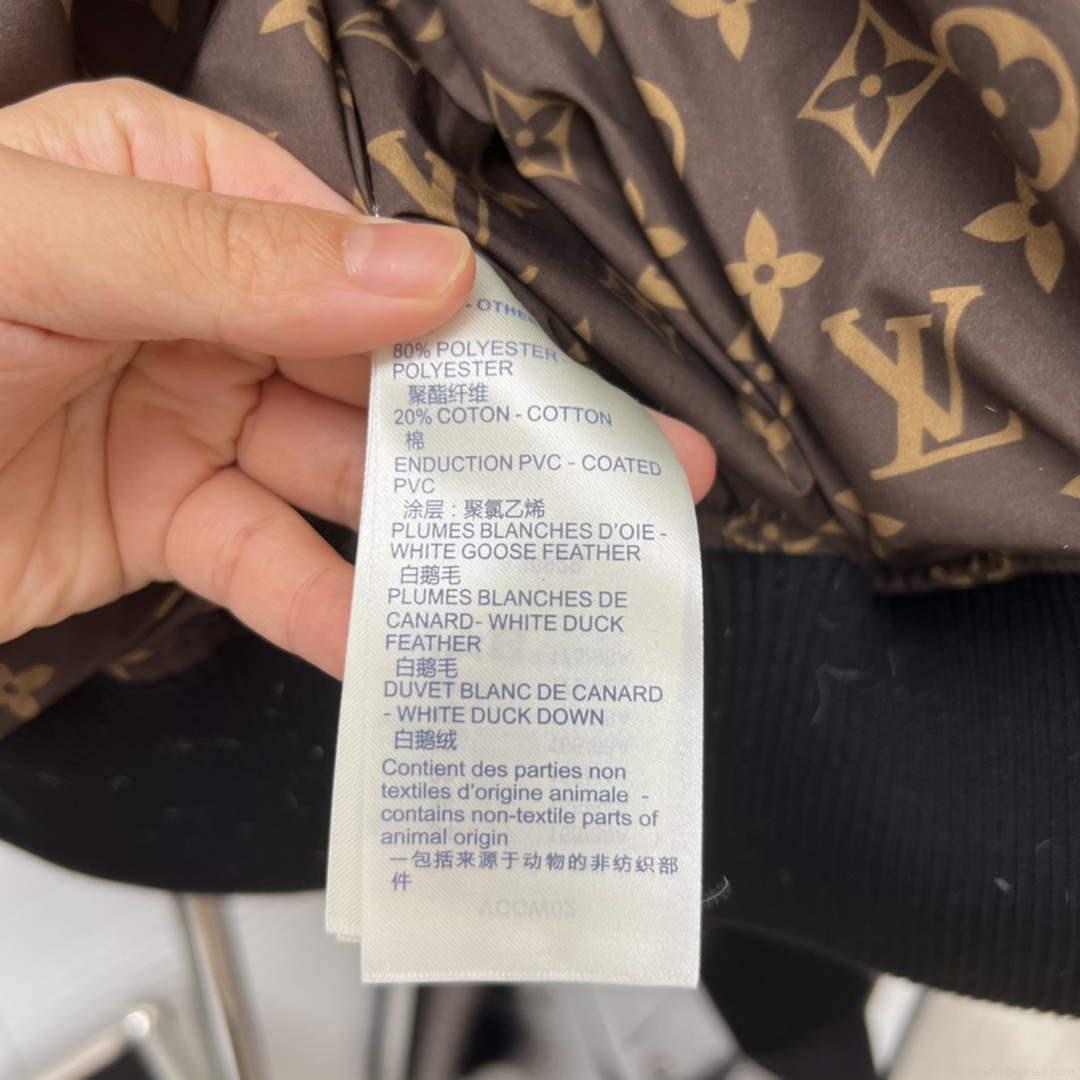 - OTHE
80% POLYESTER -
POLYESTER
聚酯纤维
20% COTON - COTTON
棉
ENDUCTION PVC - COATED
PVC
涂层：聚氯乙烯
PLUMES BLANCHES D'OIE -
WHITE GOOSE FEATHER
白鹅毛
PLUMES BLANCHES DE
CANARD- WHITE DUCK
FEATHER
白鹅毛
DUVET BLANC DE CANARD
- WHITE DUCK DOWN
白鹅绒
Contient des parties non
textiles d'origine animale -
contains non-textile parts of
animal origin
一包括来源于动物的非纺织部
件
LV
LV